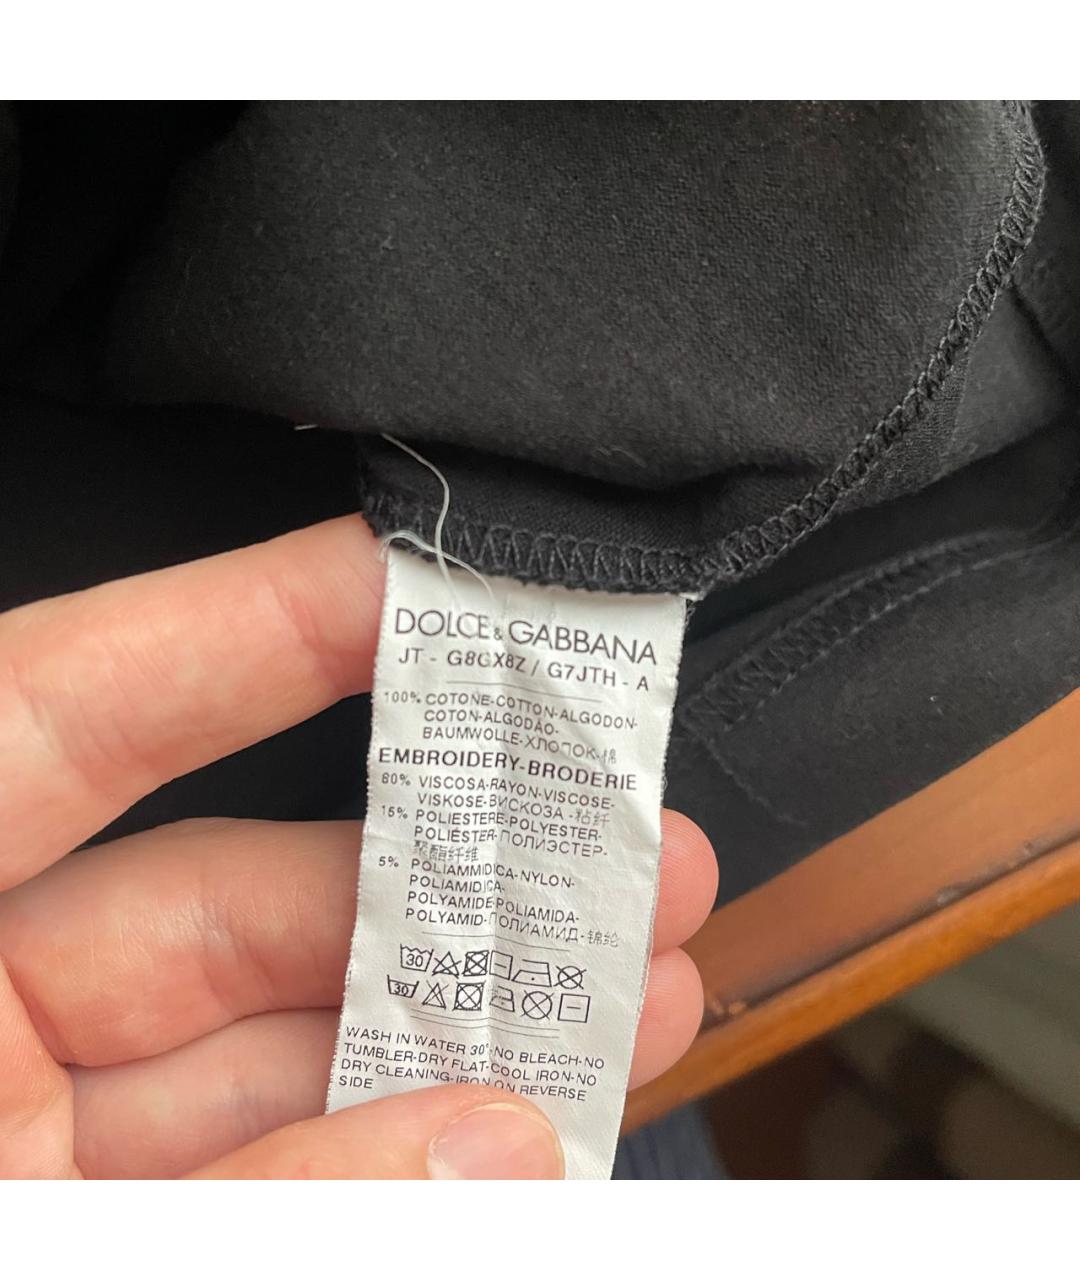 DOLCE & GABBANA
JT - G8GX8Z / G7JTH - A
100% COTONE-COTTON-ALGODON-
COTON-ALGODÃO-
BAUMWOLLE-ХЛОПОК-棉
EMBROIDERY-BRODERIE
80% VISCOSA-RAYON-VISCOSE-
VISKOSE-ВИСКОЗА-粘纤
15% POLIESTERE-POLYESTER-
POLIÉSTER-ПОЛИЭСТЕР-
聚酯纤维
5% POLIAMMIDICA-NYLON-
POLIAMIDICA-
POLYAMIDE-POLIAMIDA-
POLYAMID-ПОЛИАМИД-锦纶
30
30
WASH IN WATER 30°-NO BLEACH-NO
TUMBLER-DRY FLAT-COOL IRON-NO
DRY CLEANING-IRON ON REVERSE
SIDE